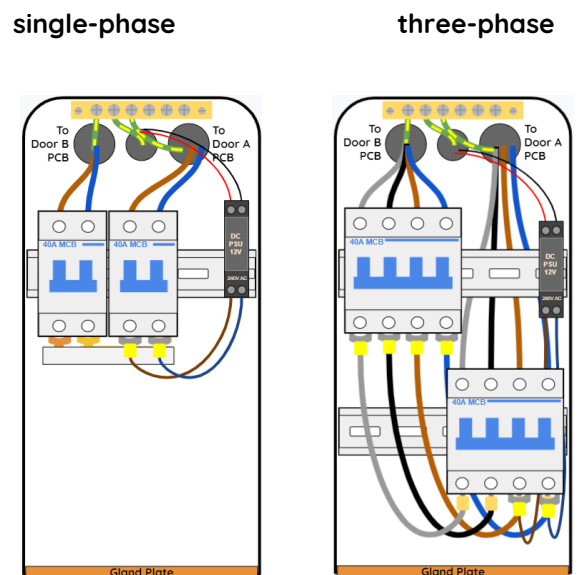 single-phase
three-phase
To
Door B
PCB
To
Door A
PCB
40A MCB
40A MCB
DC
PSU
12V
240V AC
Gland Plate
To
Door B
PCB
To
Door A
PCB
40A MCB
DC
PSU
12V
240V AC
40A MCB
Gland Plate